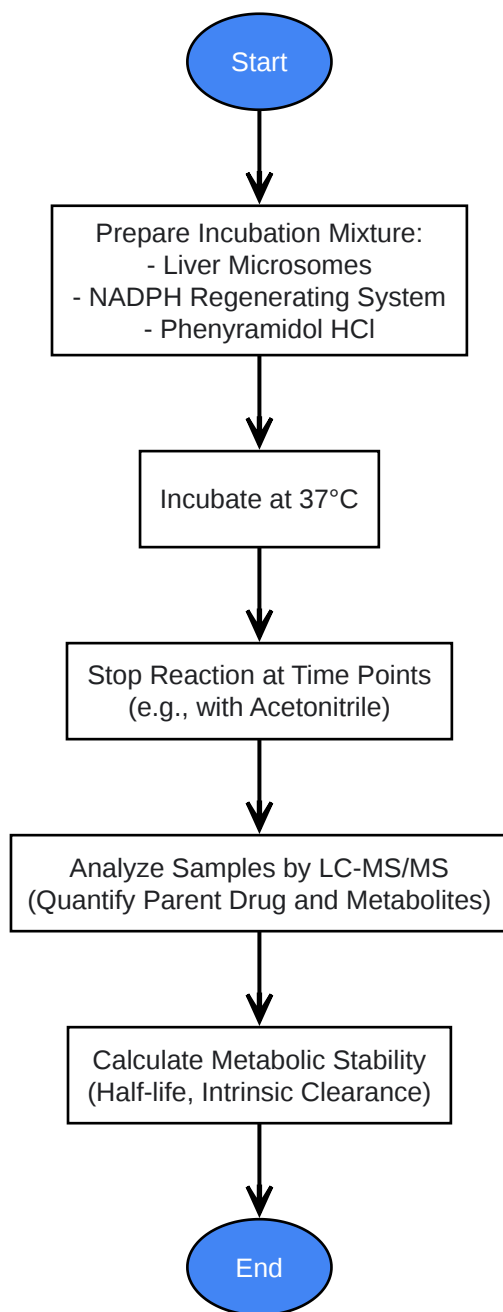 Start
Prepare Incubation Mixture:
- Liver Microsomes
- NADPH Regenerating System
- Phenyramidol HCl
Incubate at 37°C
Stop Reaction at Time Points
(e.g., with Acetonitrile)
Analyze Samples by LC-MS/MS
(Quantify Parent Drug and Metabolites)
Calculate Metabolic Stability
(Half-life, Intrinsic Clearance)
End